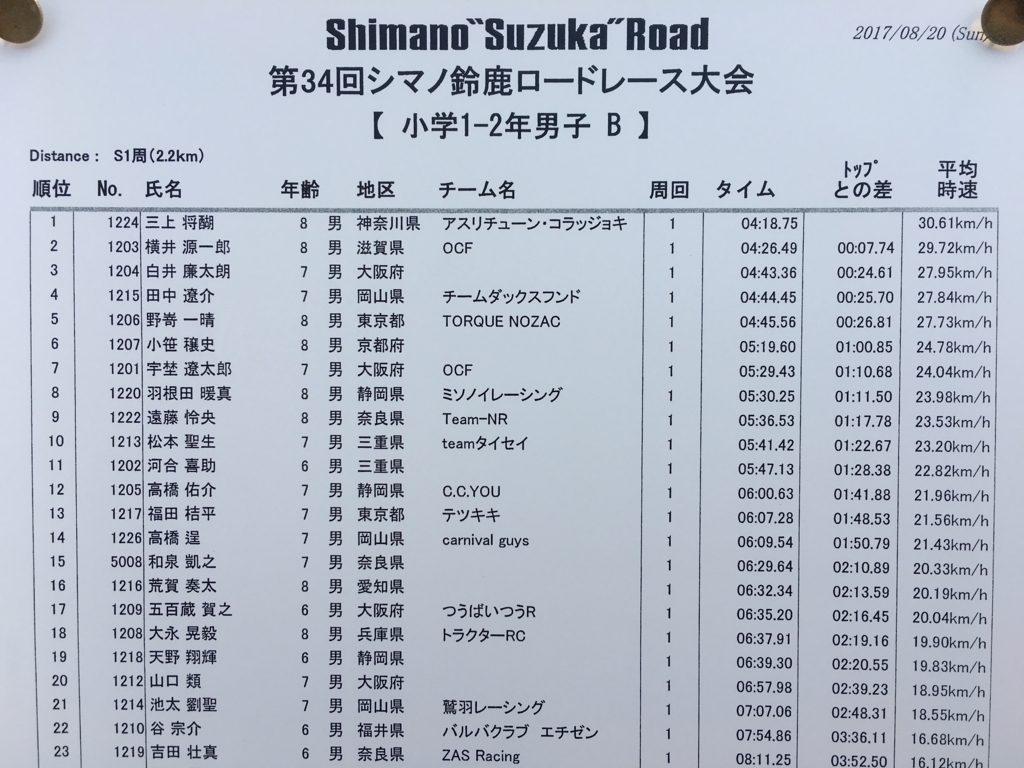 Shimano"Suzuka"Road
2017/08/20 (Sun)
第34回シマノ鈴鹿ロードレース大会
【 小学1-2年男子 B 】
Distance : S1周(2.2km)
順位 No. 氏名 年齢 地区 チーム名 周回 タイム ﾄｯﾌﾟとの差 平均時速
1 1224 三上 将醐 8 男 神奈川県 アスリチューン・コラッジョキ 1 04:18.75 30.61km/h
2 1203 横井 源一郎 8 男 滋賀県 OCF 1 04:26.49 00:07.74 29.72km/h
3 1204 白井 廉太朗 7 男 大阪府 1 04:43.36 00:24.61 27.95km/h
4 1215 田中 遼介 7 男 岡山県 チームダックスフンド 1 04:44.45 00:25.70 27.84km/h
5 1206 野嵜 一晴 8 男 東京都 TORQUE NOZAC 1 04:45.56 00:26.81 27.73km/h
6 1207 小笹 穣史 8 男 京都府 1 05:19.60 01:00.85 24.78km/h
7 1201 宇埜 遼太郎 7 男 大阪府 OCF 1 05:29.43 01:10.68 24.04km/h
8 1220 羽根田 暖真 8 男 静岡県 ミソノイレーシング 1 05:30.25 01:11.50 23.98km/h
9 1222 遠藤 怜央 8 男 奈良県 Team-NR 1 05:36.53 01:17.78 23.53km/h
10 1213 松本 聖生 7 男 三重県 teamタイセイ 1 05:41.42 01:22.67 23.20km/h
11 1202 河合 喜助 6 男 三重県 1 05:47.13 01:28.38 22.82km/h
12 1205 高橋 佑介 7 男 静岡県 C.C.YOU 1 06:00.63 01:41.88 21.96km/h
13 1217 福田 桔平 7 男 東京都 テツキキ 1 06:07.28 01:48.53 21.56km/h
14 1226 高橋 逞 7 男 岡山県 carnival guys 1 06:09.54 01:50.79 21.43km/h
15 5008 和泉 凱之 7 男 奈良県 1 06:29.64 02:10.89 20.33km/h
16 1216 荒賀 奏太 8 男 愛知県 1 06:32.34 02:13.59 20.19km/h
17 1209 五百蔵 賀之 6 男 大阪府 つうばいつうR 1 06:35.20 02:16.45 20.04km/h
18 1208 大永 晃毅 8 男 兵庫県 トラクターRC 1 06:37.91 02:19.16 19.90km/h
19 1218 天野 翔輝 6 男 静岡県 1 06:39.30 02:20.55 19.83km/h
20 1212 山口 類 7 男 大阪府 1 06:57.98 02:39.23 18.95km/h
21 1214 池太 劉聖 7 男 岡山県 鷲羽レーシング 1 07:07.06 02:48.31 18.55km/h
22 1210 谷 宗介 6 男 福井県 バルバクラブ エチゼン 1 07:54.86 03:36.11 16.68km/h
23 1219 吉田 壮真 6 男 奈良県 ZAS Racing 1 08:11.25 03:52.50 16.12km/h